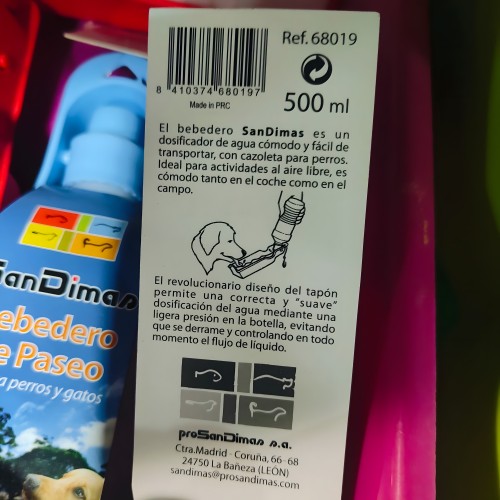 Ref. 68019
8 410374 680197
Made in PRC
500 ml
El bebedero SanDimas es un
dosificador de agua cómodo y fácil de
transportar, con cazoleta para perros.
Ideal para actividades al aire libre, es
cómodo tanto en el coche como en el
campo.
El revolucionario diseño del tapón
permite una correcta y "suave"
dosificación del agua mediante una
ligera presión en la botella, evitando
que se derrame y controlando en todo
momento el flujo de líquido.
proSanDimas s.a.
Ctra.Madrid - Coruña, 66-68
24750 La Bañeza (LEÓN)
sandimas@prosandimas.com
SanDimas
ebedero
e Paseo
a perros y gatos